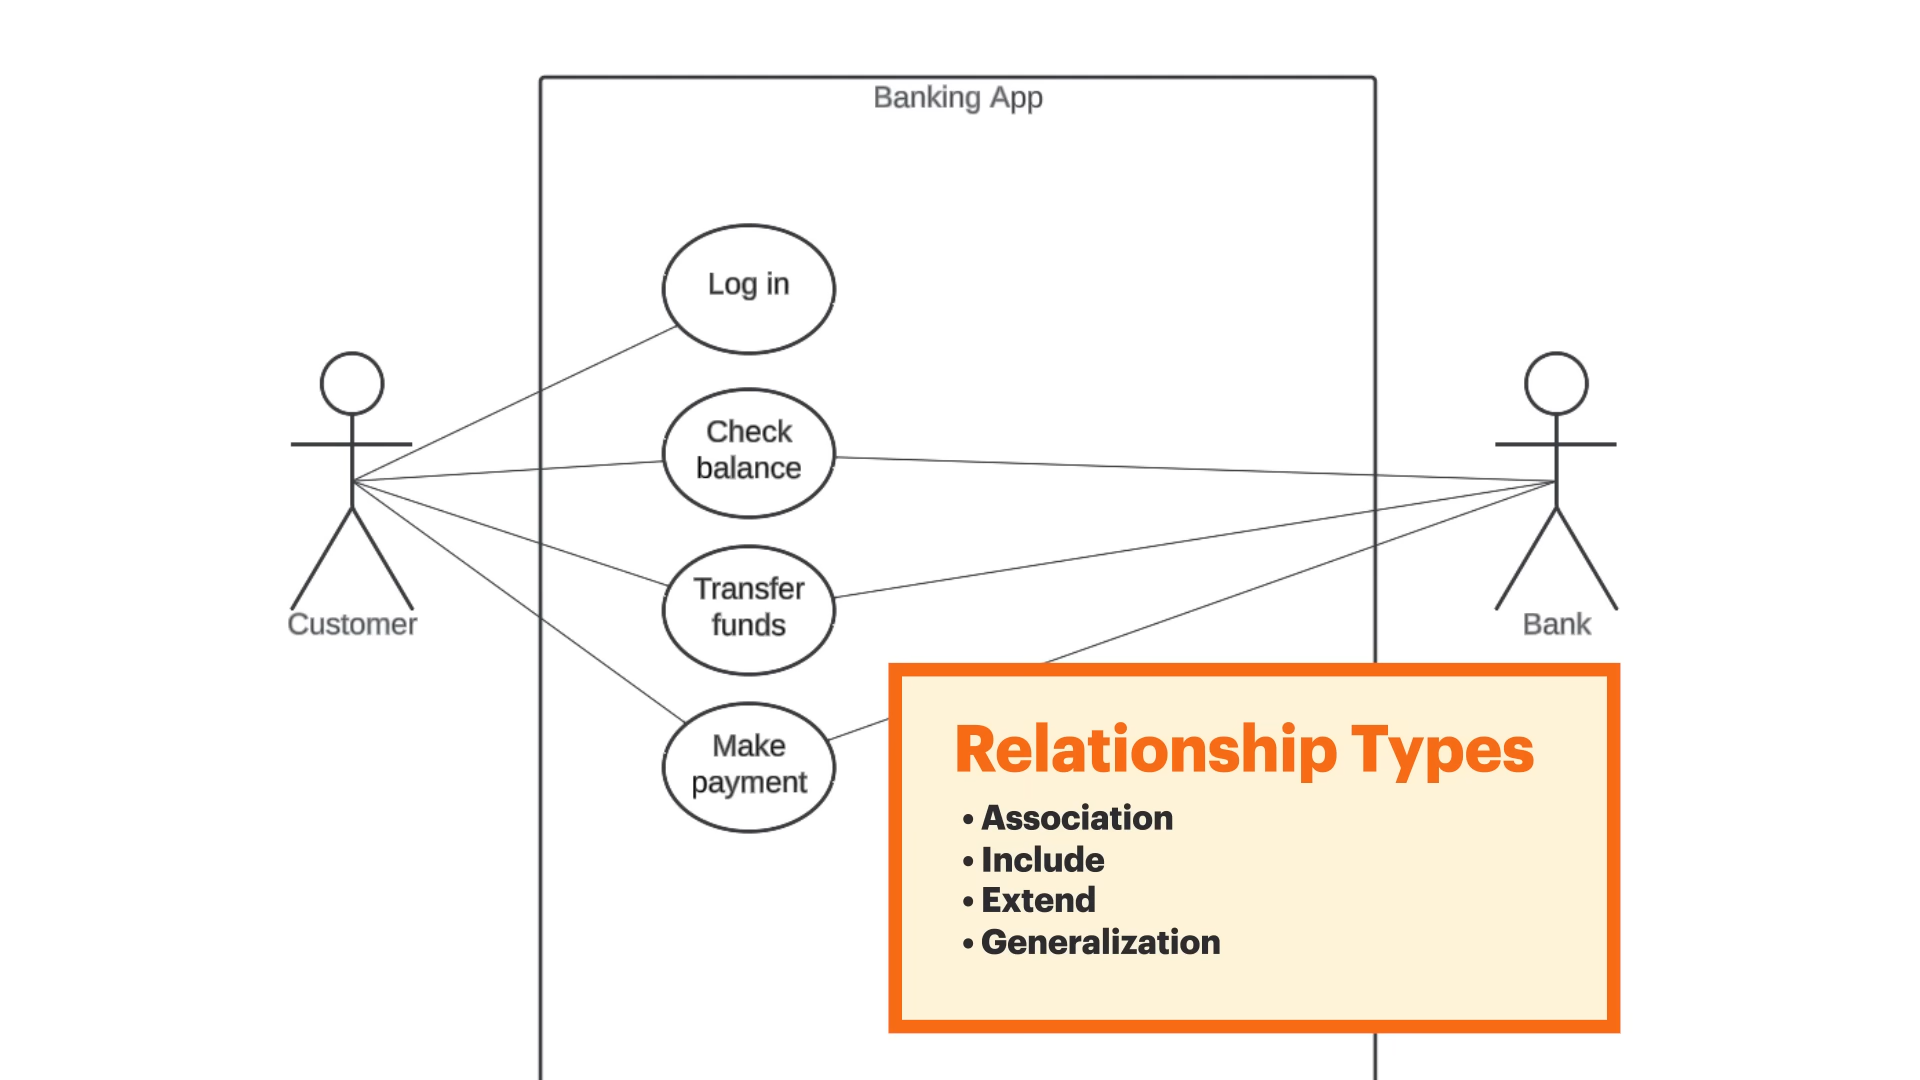 Banking App
Log in
Check
balance
Transfer
funds
Customer
Bank
Make
payment
Relationship Types
• Association
• Include
• Extend
• Generalization